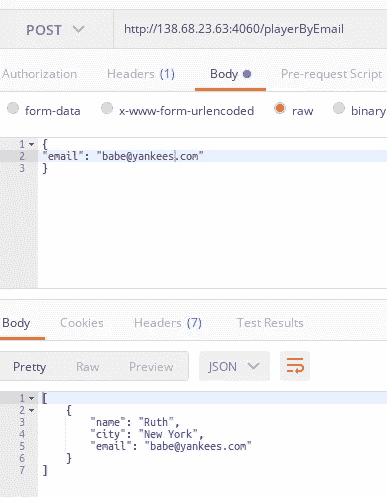 POST http://138.68.23.63:4060/playerByEmail
Authorization Headers (1) Body Pre-request Script
form-data x-www-form-urlencoded raw binary
1 {
2 "email": "babe@yankees.com"
3 }
Body Cookies Headers (7) Test Results
Pretty Raw Preview JSON
1 [
2 {
3 "name": "Ruth",
4 "city": "New York",
5 "email": "babe@yankees.com"
6 }
7 ]